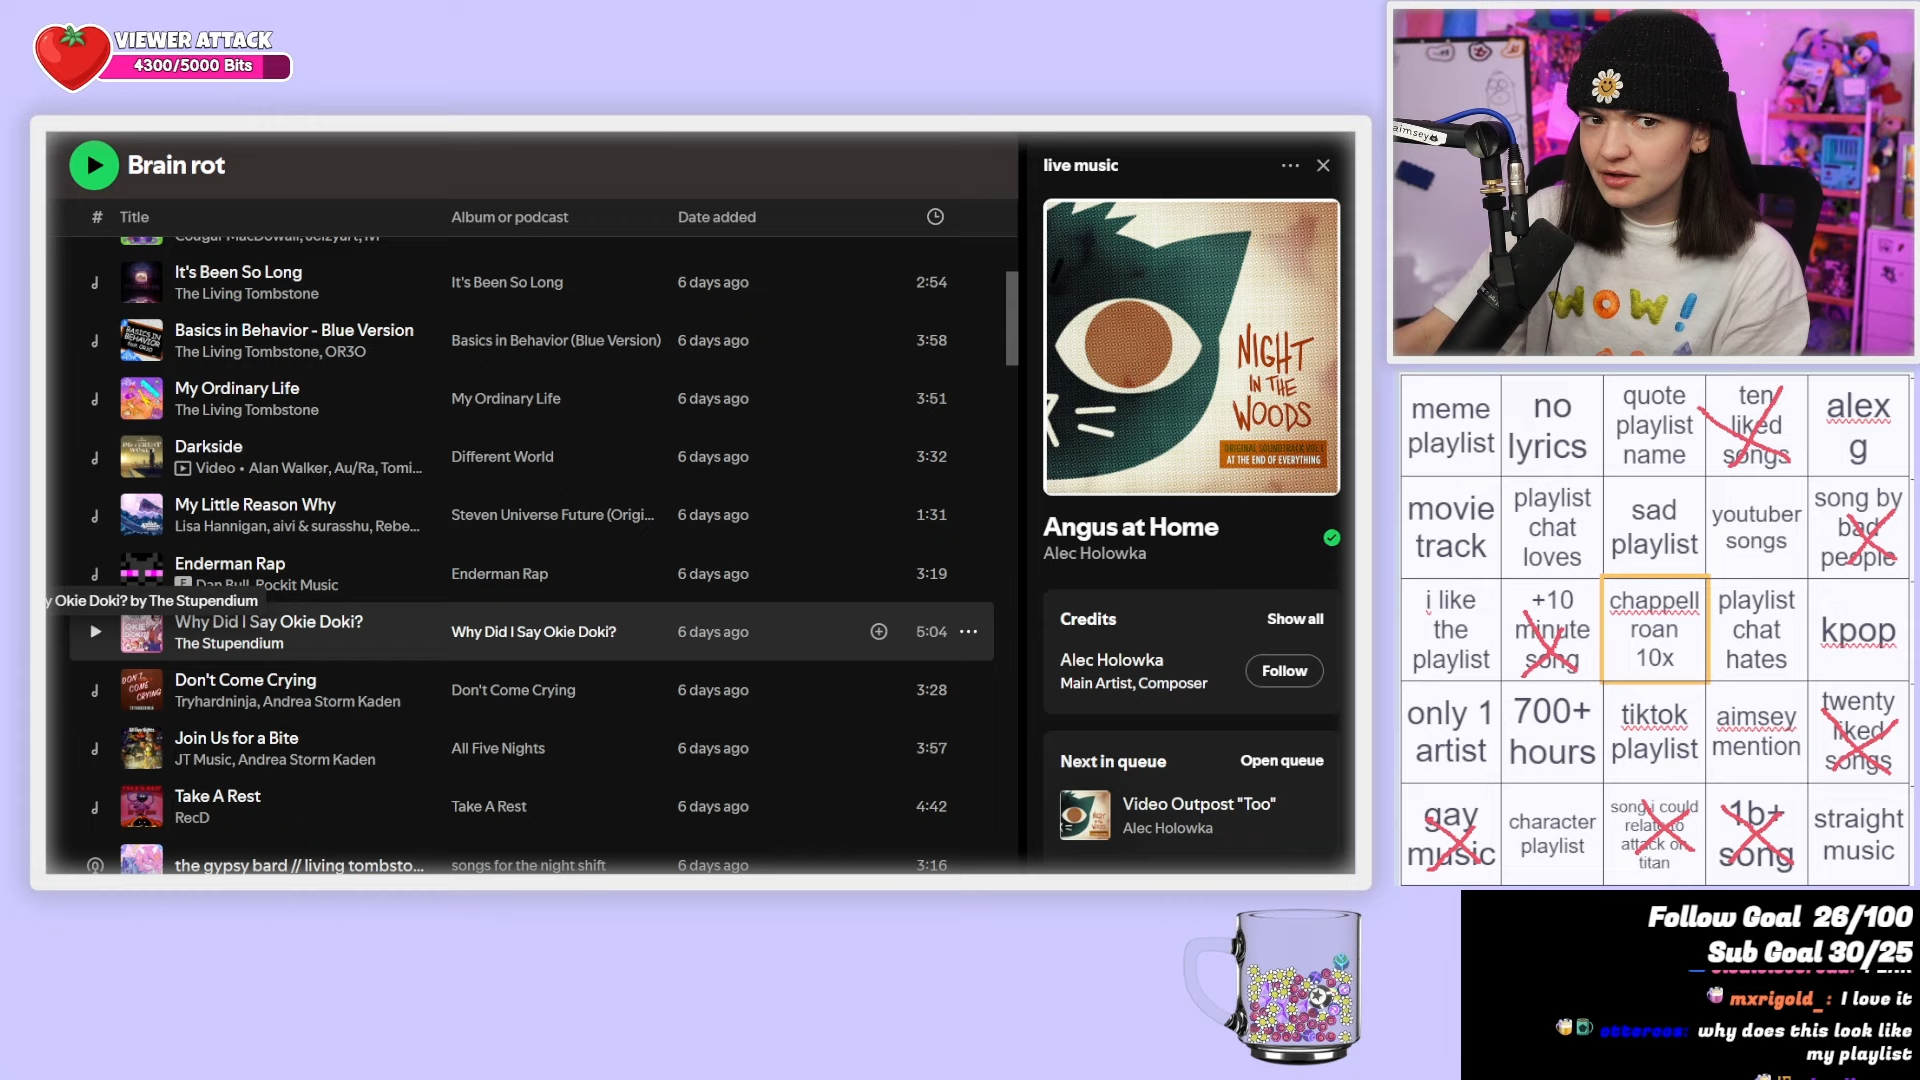 VIEWER ATTACK
4300/5000 Bits
Brain rot
# Title Album or podcast Date added
Cougar MacDowall,
It's Been So Long It's Been So Long 6 days ago 2:54
The Living Tombstone
Basics in Behavior - Blue Version Basics in Behavior (Blue Version) 6 days ago 3:58
The Living Tombstone, OR3O
My Ordinary Life My Ordinary Life 6 days ago 3:51
The Living Tombstone
Darkside Different World 6 days ago 3:32
Video • Alan Walker, Au/Ra, Tomi...
My Little Reason Why Steven Universe Future (Origi... 6 days ago 1:31
Lisa Hannigan, aivi & surasshu, Rebe...
Enderman Rap Enderman Rap 6 days ago 3:19
E Dan Bull, Rockit Music
y Okie Doki? by The Stupendium
Why Did I Say Okie Doki? Why Did I Say Okie Doki? 6 days ago 5:04
The Stupendium
Don't Come Crying Don't Come Crying 6 days ago 3:28
Tryhardninja, Andrea Storm Kaden
Join Us for a Bite All Five Nights 6 days ago 3:57
JT Music, Andrea Storm Kaden
Take A Rest Take A Rest 6 days ago 4:42
RecD
the gypsy bard // living tombsto... songs for the night shift 6 days ago 3:16
live music
NIGHT
IN THE
WOODS
ORIGINAL SOUNDTRACK VOL. 1
AT THE END OF EVERYTHING
Angus at Home
Alec Holowka
Credits Show all
Alec Holowka
Main Artist, Composer
Follow
Next in queue Open queue
Video Outpost "Too"
Alec Holowka
aimsey
WOW!
meme playlist
no lyrics
quote playlist name
ten liked songs
alex g
movie track
playlist chat loves
sad playlist
youtuber songs
song by bad people
i like the playlist
+10 minute song
chappell roan 10x
playlist chat hates
kpop
only 1 artist
700+ hours
tiktok playlist
aimsey mention
twenty liked songs
gay music
character playlist
song i could relate to attack on titan
1b+ song
straight music
Follow Goal 26/100
Sub Goal 30/25
mxrigold_: I love it
otteroos: why does this look like
my playlist